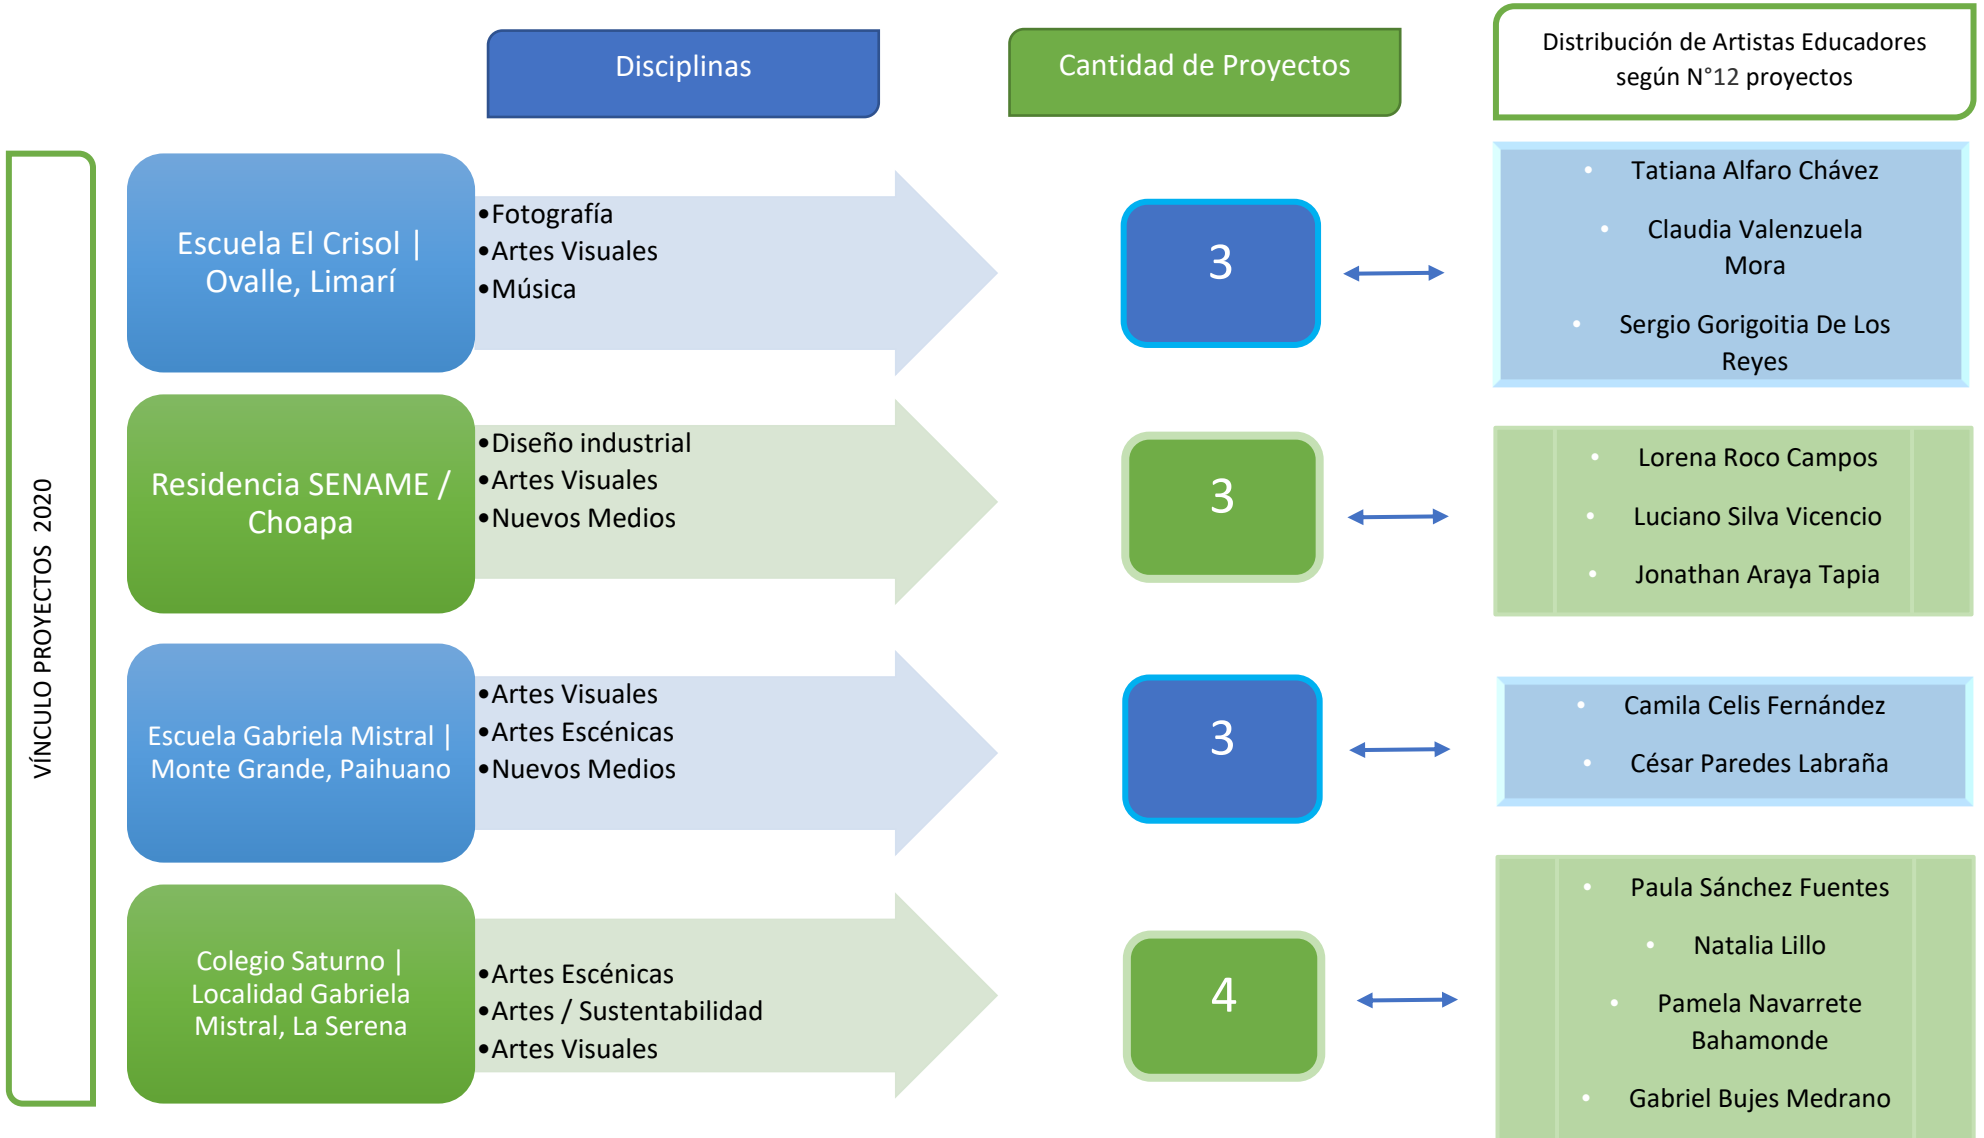 Disciplinas
Cantidad de Proyectos
Distribución de Artistas Educadores
según N°12 proyectos
VÍNCULO PROYECTOS 2020
Escuela El Crisol |
Ovalle, Limarí
•Fotografía
•Artes Visuales
•Música
3
• Tatiana Alfaro Chávez
• Claudia Valenzuela
Mora
• Sergio Gorigoitia De Los
Reyes
Residencia SENAME /
Choapa
•Diseño industrial
•Artes Visuales
•Nuevos Medios
3
• Lorena Roco Campos
• Luciano Silva Vicencio
• Jonathan Araya Tapia
Escuela Gabriela Mistral |
Monte Grande, Paihuano
•Artes Visuales
•Artes Escénicas
•Nuevos Medios
3
• Camila Celis Fernández
• César Paredes Labraña
Colegio Saturno |
Localidad Gabriela
Mistral, La Serena
•Artes Escénicas
•Artes / Sustentabilidad
•Artes Visuales
4
• Paula Sánchez Fuentes
• Natalia Lillo
• Pamela Navarrete
Bahamonde
• Gabriel Bujes Medrano